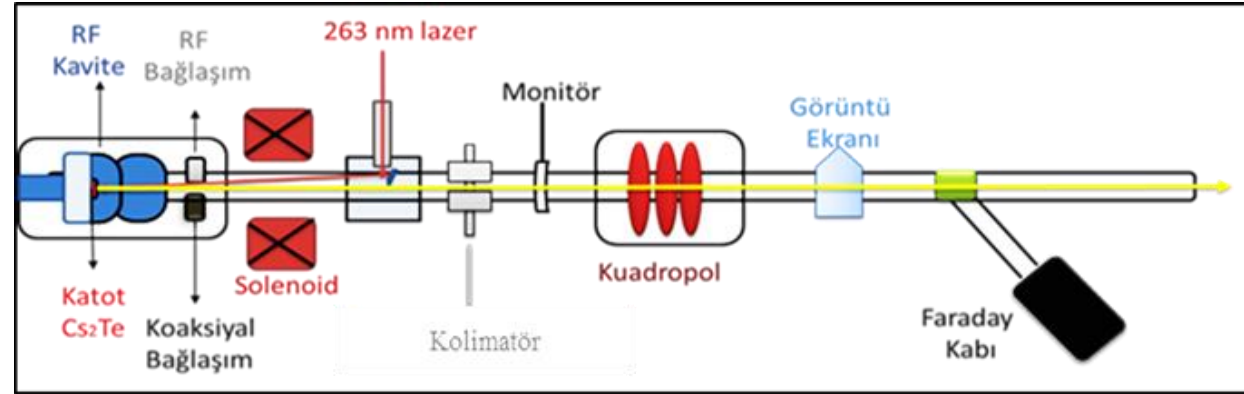 RF
Kavite
RF
Bağlaşım
263 nm lazer
Monitör
Görüntü
Ekranı
Katot
Cs₂Te
Koaksiyal
Bağlaşım
Solenoid
Kolimatör
Kuadropol
Faraday
Kabı